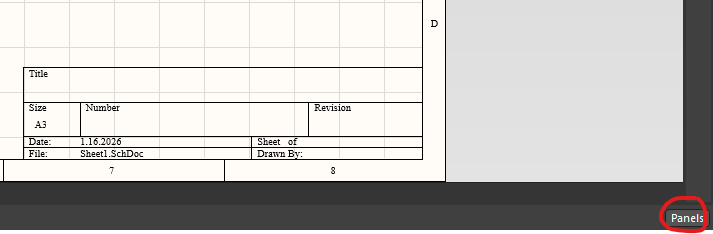 D
Title
Size Number Revision
A3
Date: 1.16.2026 Sheet of
File: Sheet1.SchDoc Drawn By:
7 8
Panels